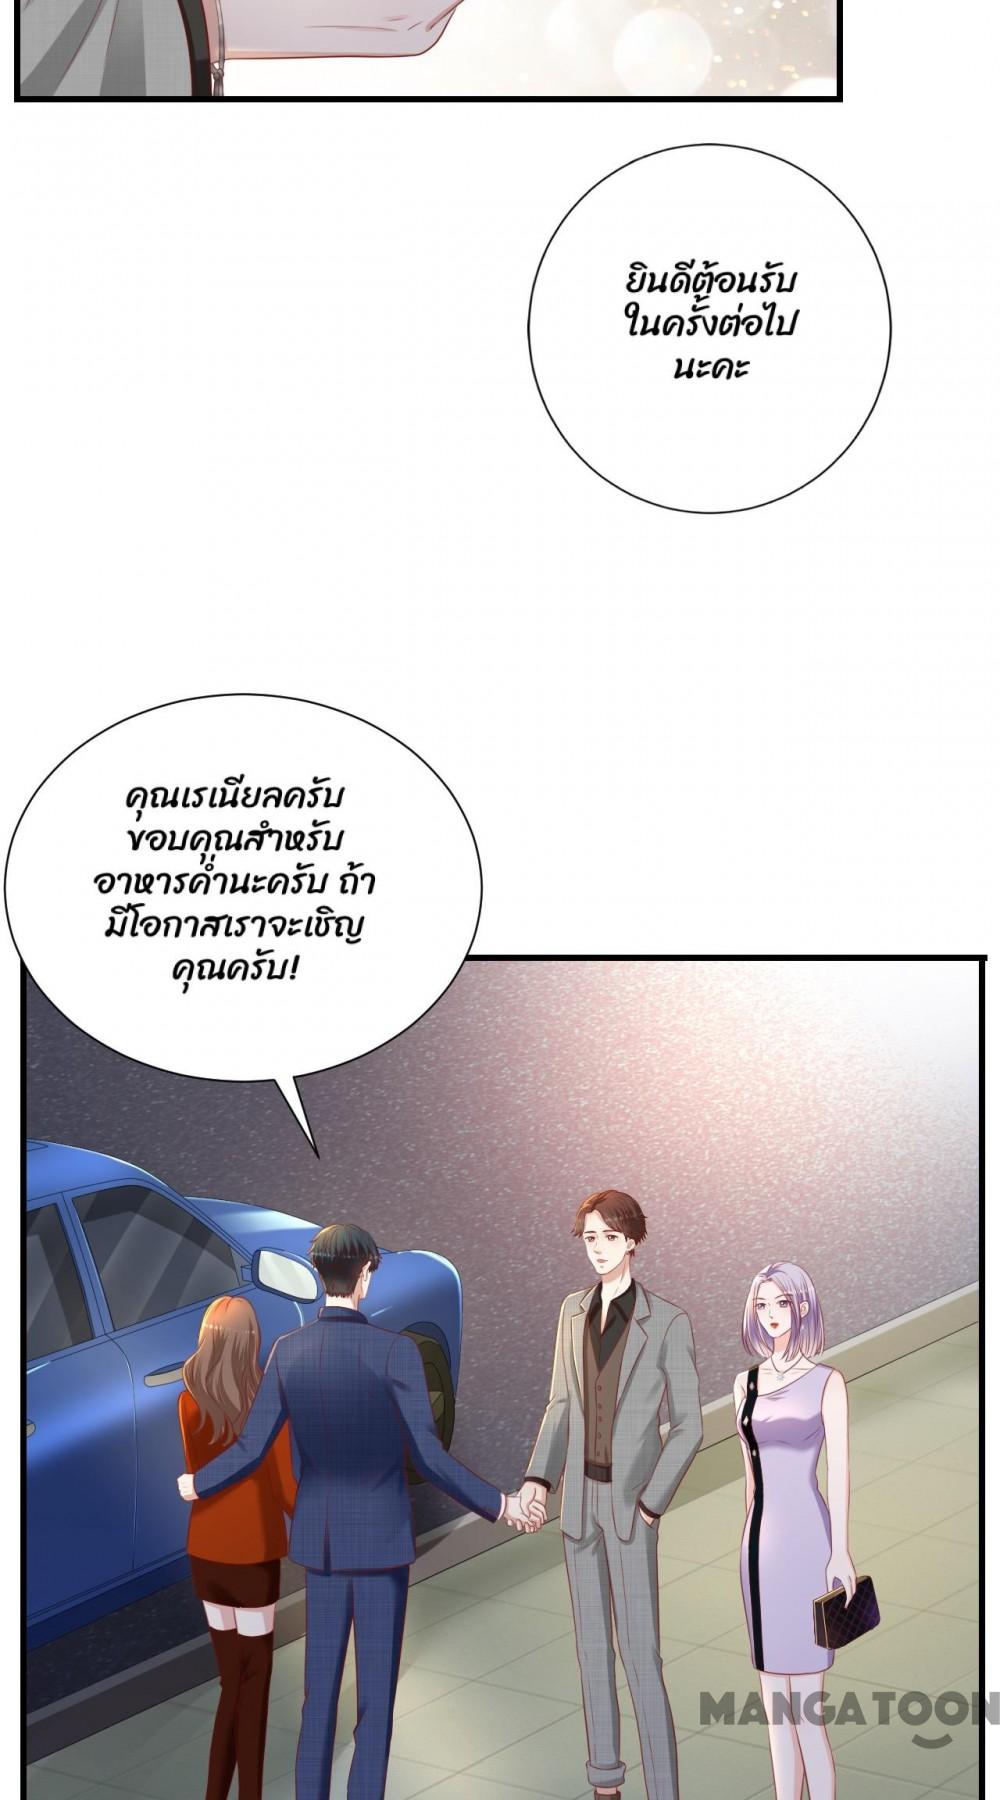 ยินดีต้อนรับ
ในครั้งต่อไป
นะคะ
คุณเรเนียลครับ
ขอบคุณสำหรับ
อาหารค่ำนะครับ ถ้า
มีโอกาสเราจะเชิญ
คุณครับ!
MANGATOON